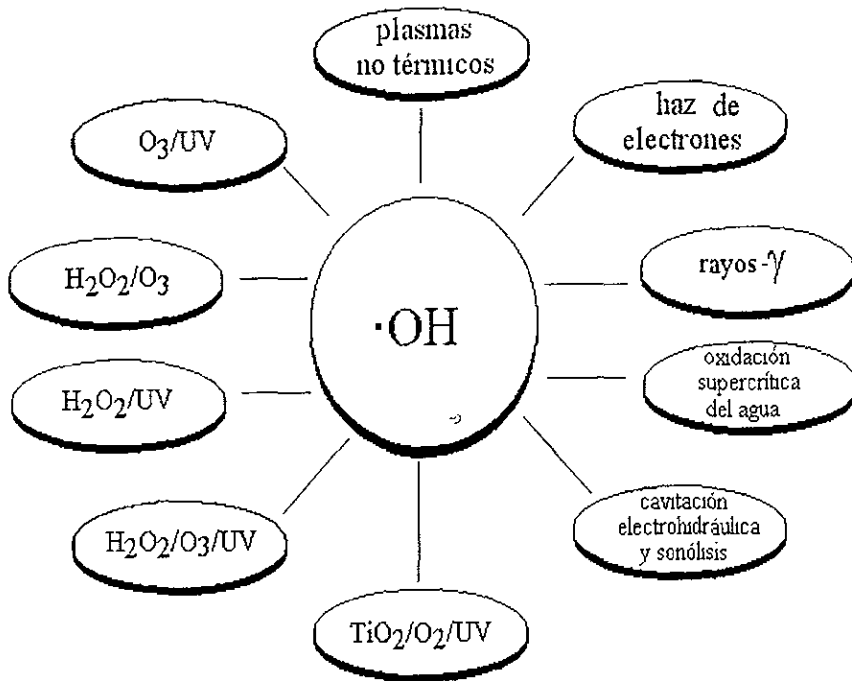 plasmas
no térmicos
haz de
electrones
O₃/UV
rayos-γ
H₂O₂/O₃
·OH
oxidación
supercrítica
del agua
H₂O₂/UV
cavitación
electrohidráulica
y sonólisis
H₂O₂/O₃/UV
TiO₂/O₂/UV